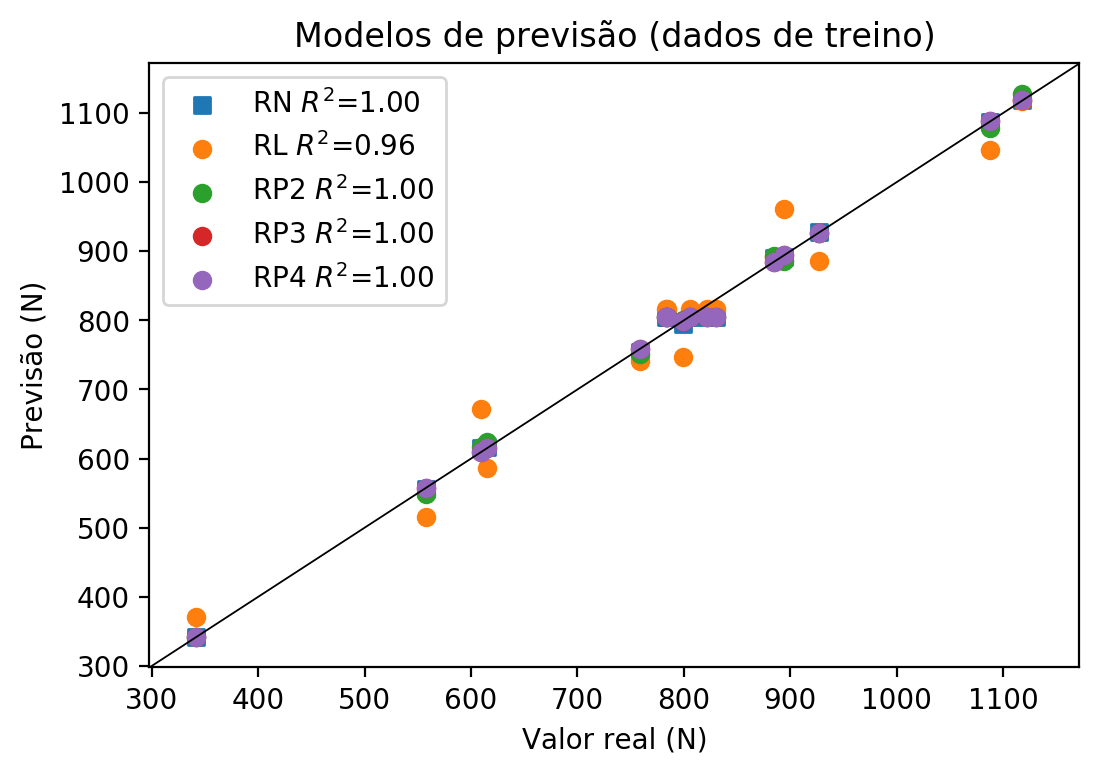 Modelos de previsão (dados de treino)
RN R²=1.00
RL R²=0.96
RP2 R²=1.00
RP3 R²=1.00
RP4 R²=1.00
Previsão (N)
1100
1000
900
800
700
600
500
400
300
300 400 500 600 700 800 900 1000 1100
Valor real (N)